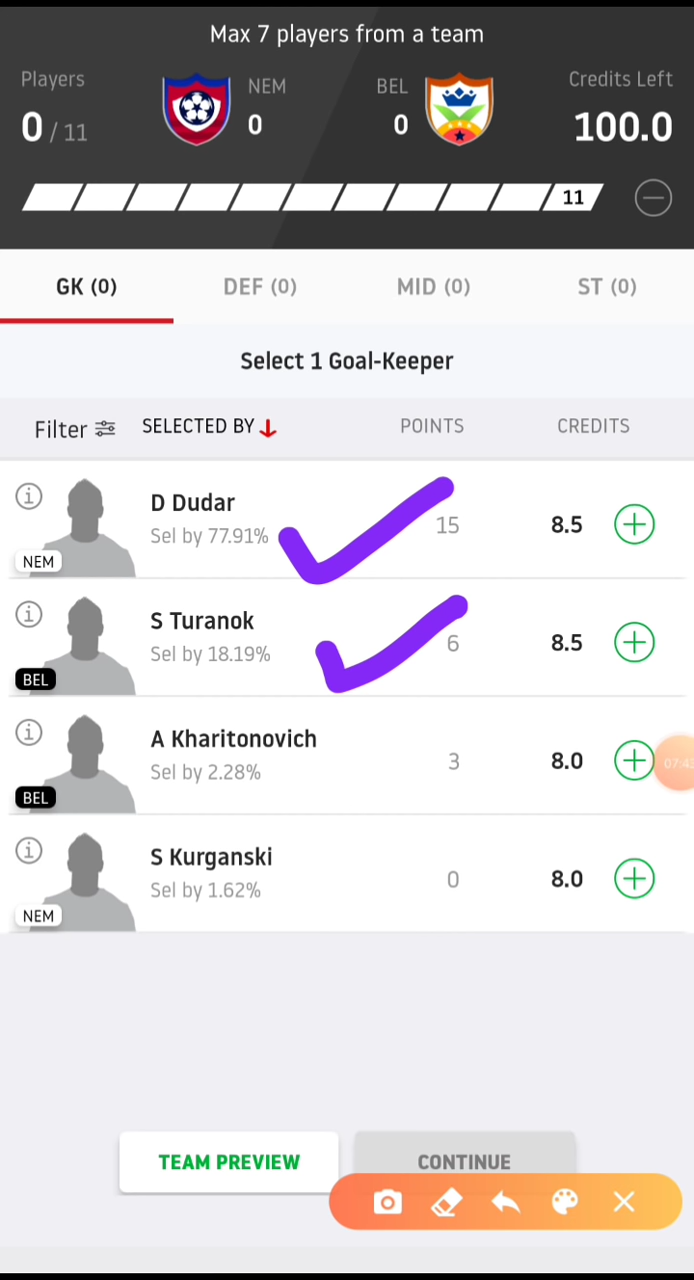 Max 7 players from a team
Players NEM BEL Credits Left
0 / 11 0 0 100.0
11
GK (0) DEF (0) MID (0) ST (0)
Select 1 Goal-Keeper
Filter SELECTED BY POINTS CREDITS
D Dudar
Sel by 77.91% 15 8.5
NEM
S Turanok
Sel by 18.19% 6 8.5
BEL
A Kharitonovich
Sel by 2.28% 3 8.0
BEL
S Kurganski
Sel by 1.62% 0 8.0
NEM
TEAM PREVIEW CONTINUE